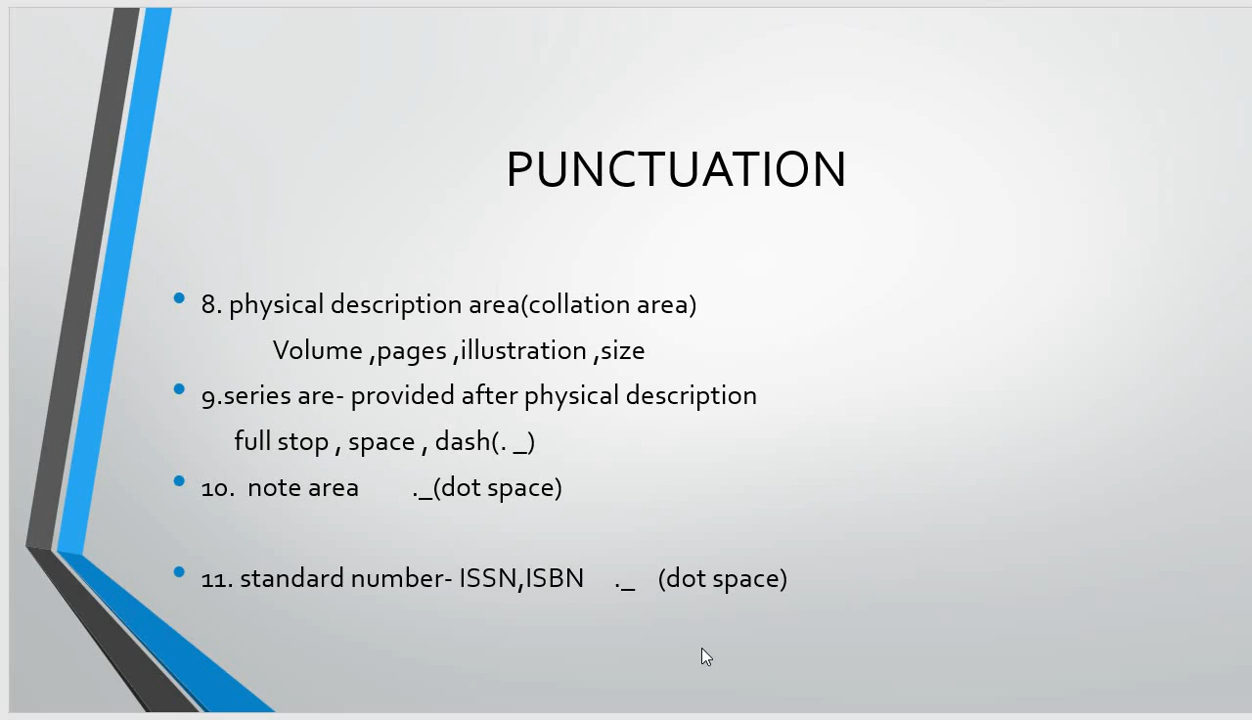 PUNCTUATION
• 8. physical description area(collation area)
Volume ,pages ,illustration ,size
• 9.series are- provided after physical description
full stop , space , dash(. _)
• 10. note area ._(dot space)
• 11. standard number- ISSN,ISBN ._ (dot space)